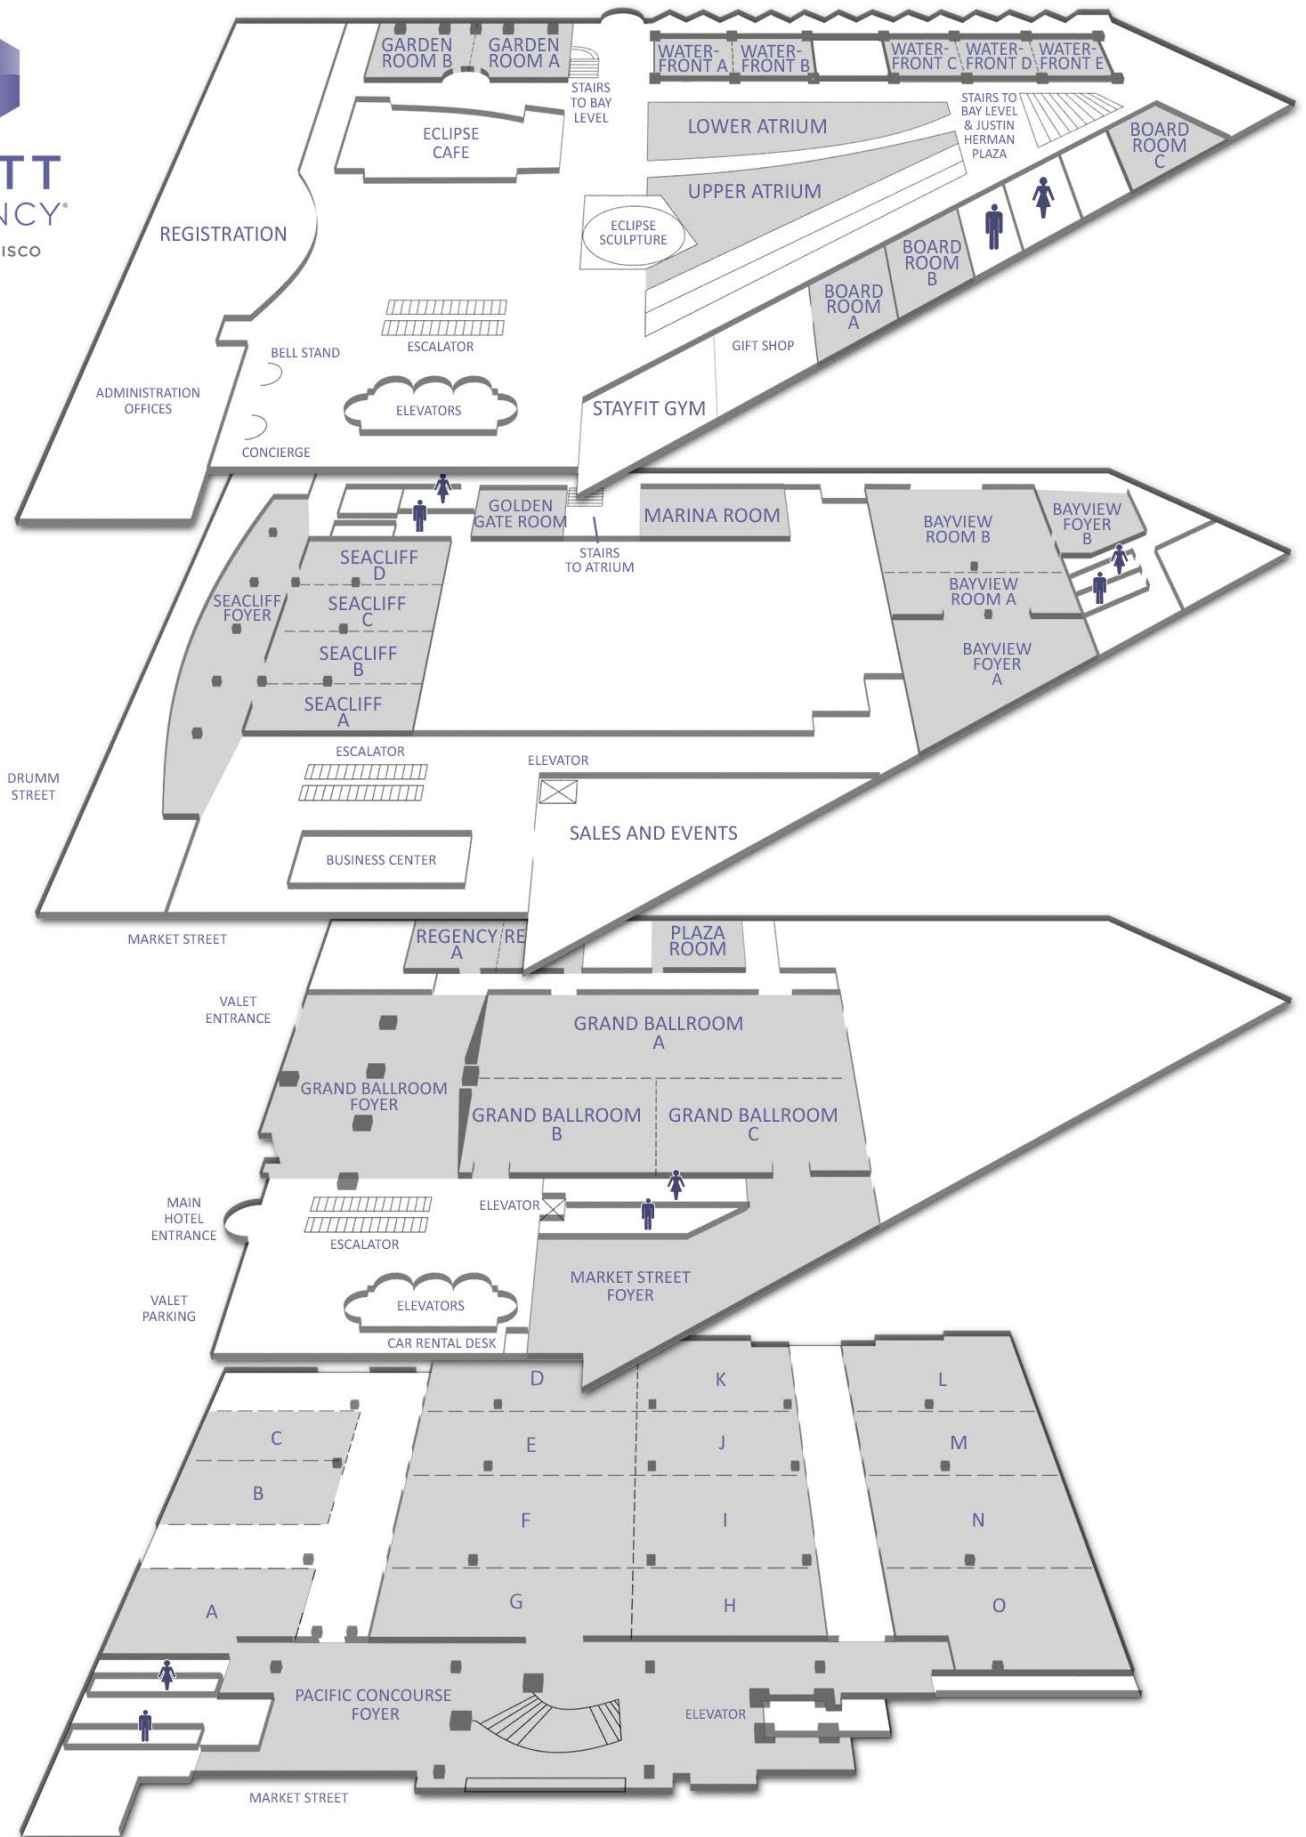 GARDEN
ROOM B
GARDEN
ROOM A
WATER-
FRONT A
WATER-
FRONT B
WATER-
FRONT C
WATER-
FRONT D
WATER-
FRONT E
STAIRS
TO BAY
LEVEL
ECLIPSE
CAFE
LOWER ATRIUM
STAIRS TO
BAY LEVEL
& JUSTIN
HERMAN
PLAZA
BOARD
ROOM
C
TT
NCY®
ISCO
REGISTRATION
UPPER ATRIUM
ECLIPSE
SCULPTURE
BOARD
ROOM
B
BOARD
ROOM
A
ESCALATOR
GIFT SHOP
BELL STAND
ADMINISTRATION
OFFICES
ELEVATORS
STAYFIT GYM
CONCIERGE
GOLDEN
GATE ROOM
MARINA ROOM
STAIRS
TO ATRIUM
BAYVIEW
ROOM B
BAYVIEW
FOYER
B
SEACLIFF
D
SEACLIFF
FOYER
SEACLIFF
C
BAYVIEW
ROOM A
SEACLIFF
B
BAYVIEW
FOYER
A
SEACLIFF
A
ESCALATOR
ELEVATOR
DRUMM
STREET
SALES AND EVENTS
BUSINESS CENTER
MARKET STREET
REGENCY
A
RE
PLAZA
ROOM
VALET
ENTRANCE
GRAND BALLROOM
A
GRAND BALLROOM
FOYER
GRAND BALLROOM
B
GRAND BALLROOM
C
MAIN
HOTEL
ENTRANCE
ELEVATOR
ESCALATOR
MARKET STREET
FOYER
VALET
PARKING
ELEVATORS
CAR RENTAL DESK
D
K
L
C
E
J
M
B
F
I
N
A
G
H
O
PACIFIC CONCOURSE
FOYER
ELEVATOR
MARKET STREET